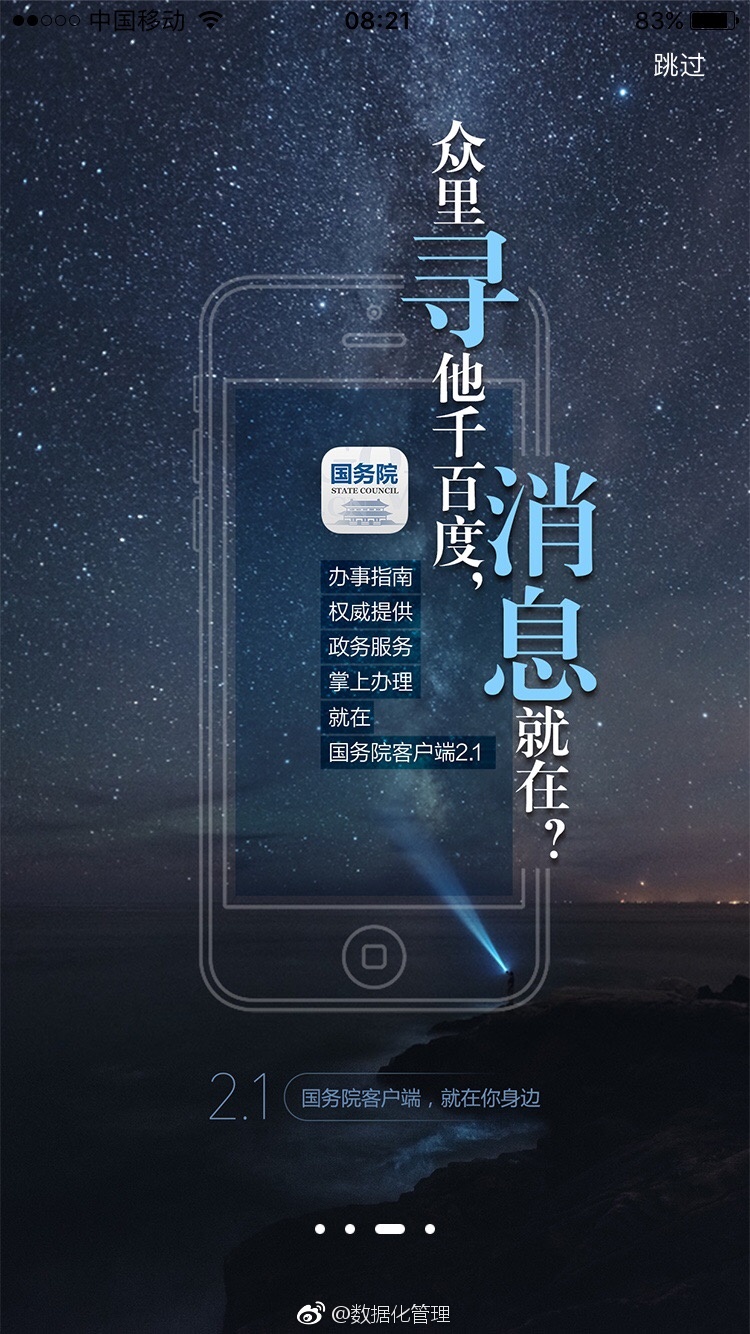 中国移动
08:21
83%
跳过
众里寻他千百度，
消息就在？
国务院
STATE COUNCIL
办事指南
权威提供
政务服务
掌上办理
就在
国务院客户端2.1
2.1
国务院客户端，就在你身边
@数据化管理